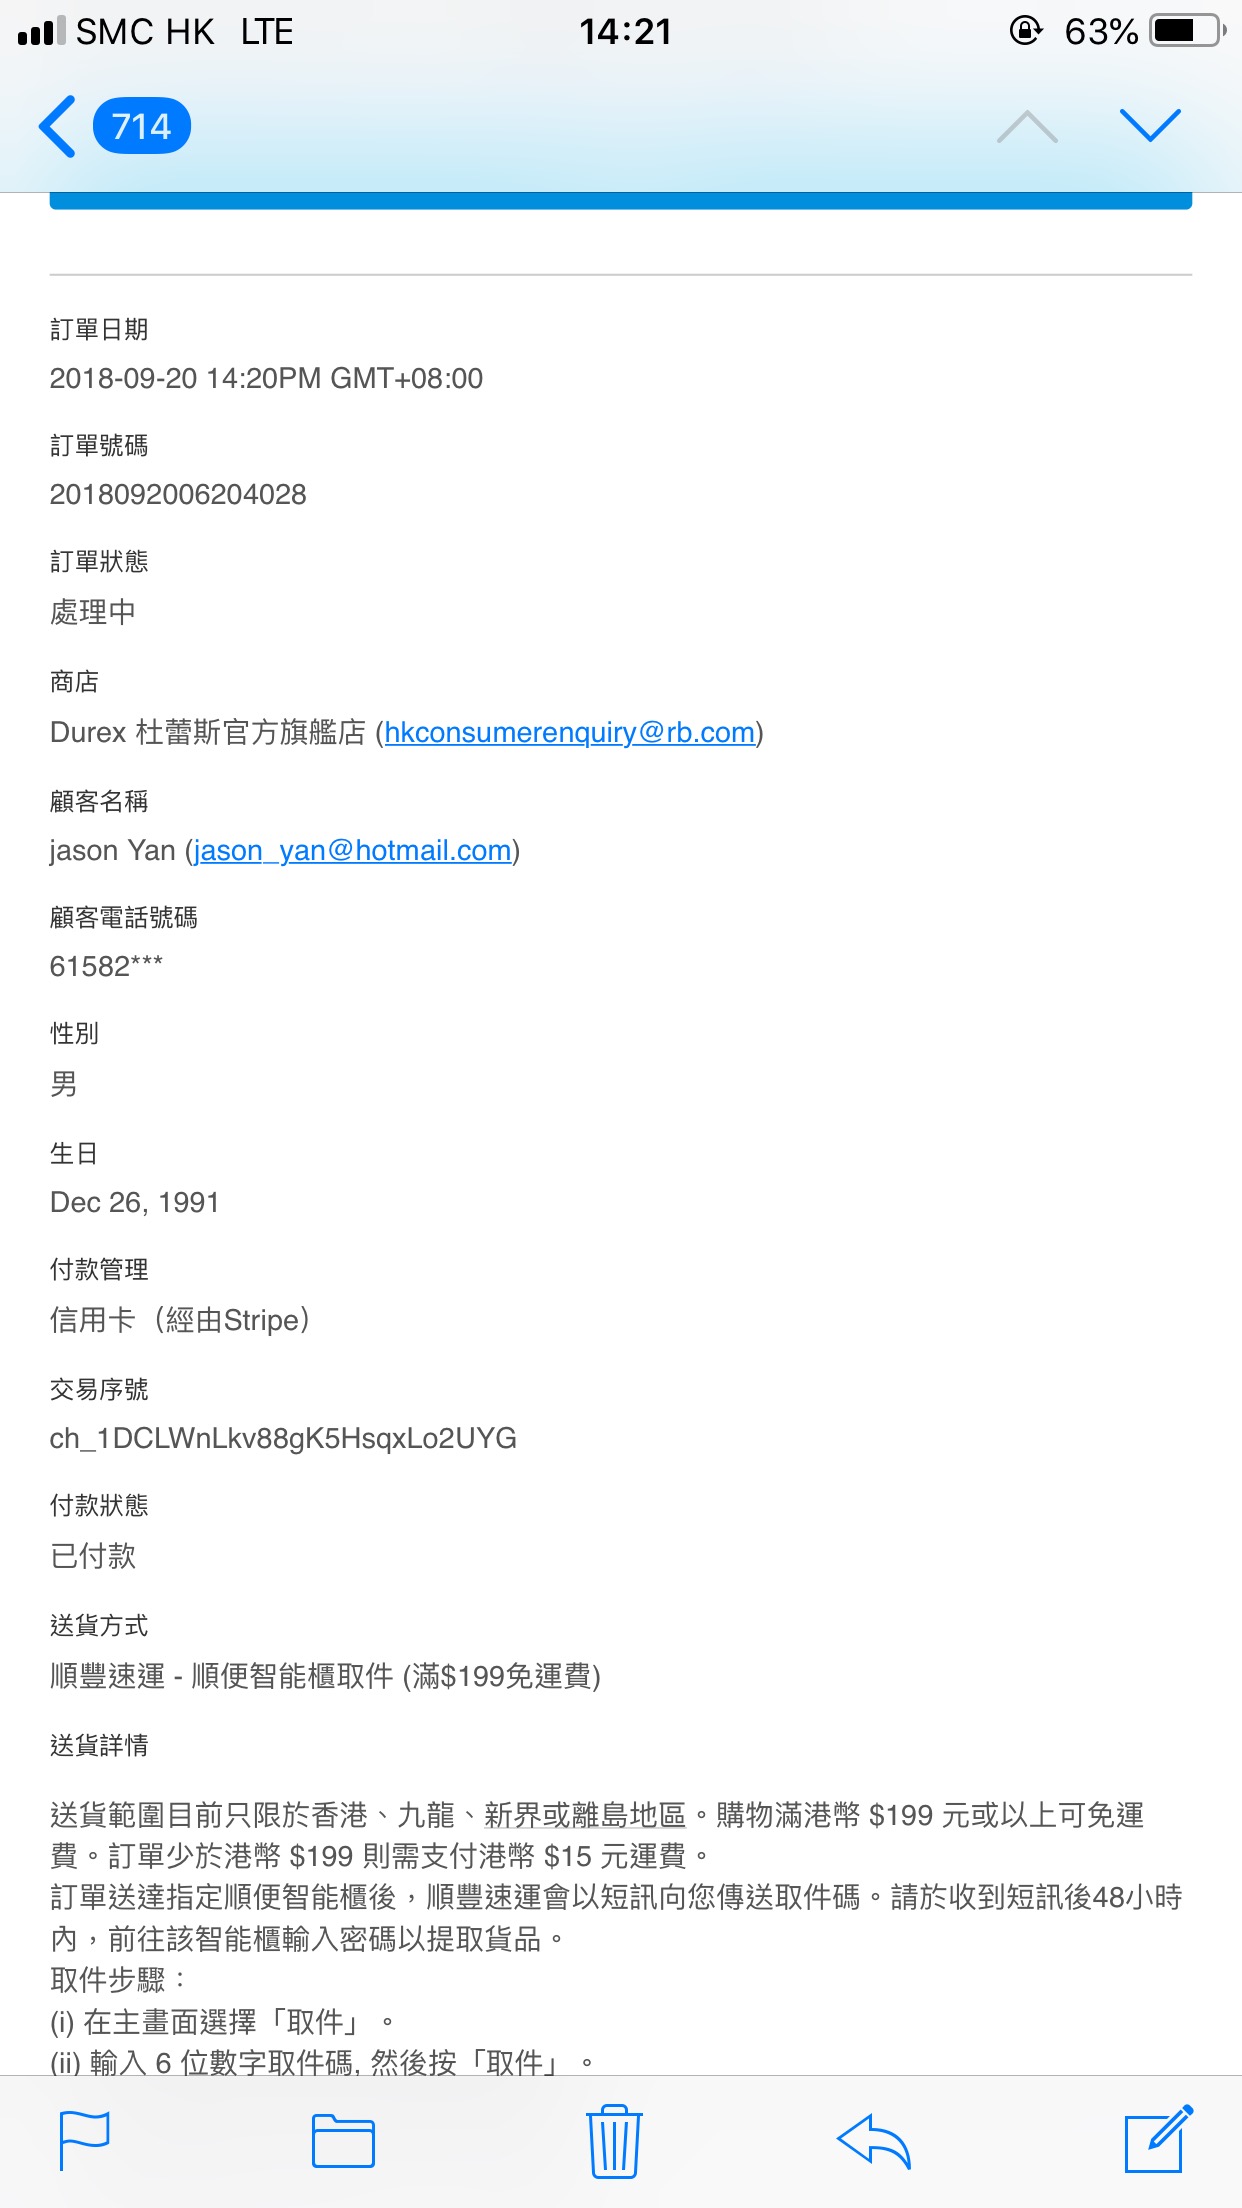 SMC HK LTE 14:21 63%
714
訂單日期
2018-09-20 14:20PM GMT+08:00
訂單號碼
2018092006204028
訂單狀態
處理中
商店
Durex 杜蕾斯官方旗艦店 (hkconsumerenquiry@rb.com)
顧客名稱
jason Yan (jason_yan@hotmail.com)
顧客電話號碼
61582***
性別
男
生日
Dec 26, 1991
付款管理
信用卡（經由Stripe）
交易序號
ch_1DCLWnLkv88gK5HsqxLo2UYG
付款狀態
已付款
送貨方式
順豐速運 - 順便智能櫃取件 (滿$199免運費)
送貨詳情
送貨範圍目前只限於香港、九龍、新界或離島地區。購物滿港幣 $199 元或以上可免運
費。訂單少於港幣 $199 則需支付港幣 $15 元運費。
訂單送達指定順便智能櫃後，順豐速運會以短訊向您傳送取件碼。請於收到短訊後48小時
內，前往該智能櫃輸入密碼以提取貨品。
取件步驟：
(i) 在主畫面選擇「取件」。
(ii) 輸入 6 位數字取件碼, 然後按「取件」。